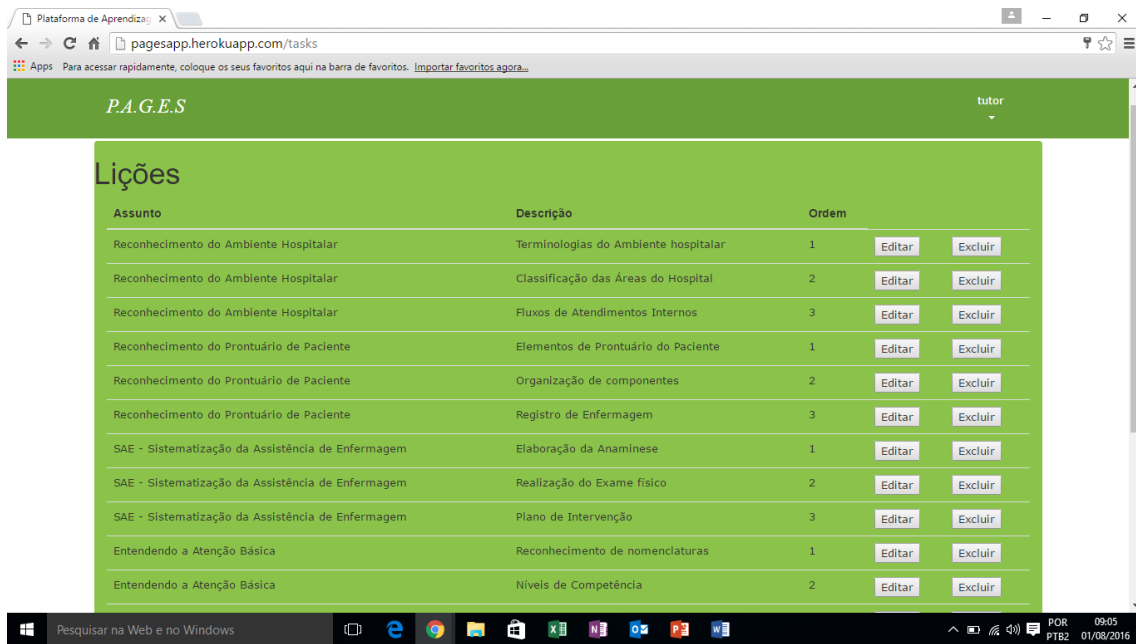 Plataforma de Aprendizag
pagesapp.herokuapp.com/tasks
Apps Para acessar rapidamente, coloque os seus favoritos aqui na barra de favoritos. Importar favoritos agora...
P.A.G.E.S tutor
Lições
Assunto Descrição Ordem
Reconhecimento do Ambiente Hospitalar Terminologias do Ambiente hospitalar 1 Editar Excluir
Reconhecimento do Ambiente Hospitalar Classificação das Áreas do Hospital 2 Editar Excluir
Reconhecimento do Ambiente Hospitalar Fluxos de Atendimentos Internos 3 Editar Excluir
Reconhecimento do Prontuário de Paciente Elementos de Prontuário do Paciente 1 Editar Excluir
Reconhecimento do Prontuário de Paciente Organização de componentes 2 Editar Excluir
Reconhecimento do Prontuário de Paciente Registro de Enfermagem 3 Editar Excluir
SAE - Sistematização da Assistência de Enfermagem Elaboração da Anaminese 1 Editar Excluir
SAE - Sistematização da Assistência de Enfermagem Realização do Exame físico 2 Editar Excluir
SAE - Sistematização da Assistência de Enfermagem Plano de Intervenção 3 Editar Excluir
Entendendo a Atenção Básica Reconhecimento de nomenclaturas 1 Editar Excluir
Entendendo a Atenção Básica Níveis de Competência 2 Editar Excluir
Pesquisar na Web e no Windows POR 09:05
PTB2 01/08/2016